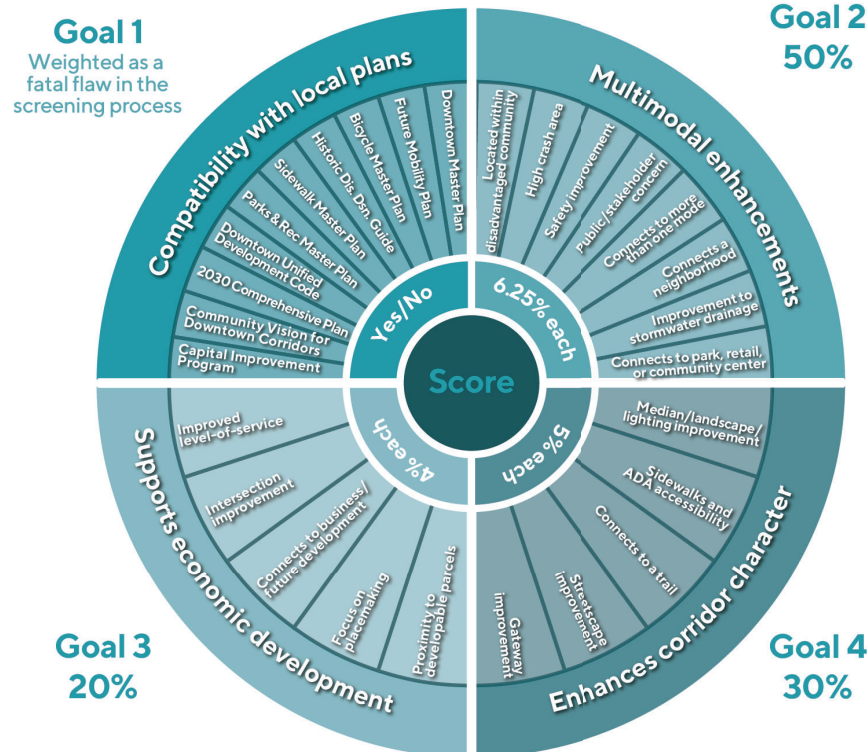 Goal 1
Weighted as a
fatal flaw in the
screening process
Goal 2
50%
Compatibility with local plans
Capital Improvement
Program
Community Vision for
Downtown Corridors
2030 Comprehensive Plan
Downtown Unified
Development Code
Parks & Rec Master Plan
Sidewalk Master Plan
Historic Dis. Dsn. Guide
Bicycle Master Plan
Future Mobility Plan
Downtown Master Plan
Yes/No
Multimodal enhancements
Located within
disadvantaged community
High crash area
Safety improvement
Public/stakeholder
concern
Connects to more
than one mode
Connects a
neighborhood
Improvement to
stormwater drainage
Connects to park, retail,
or community center
6.25% each
Score
4% each
5% each
Supports economic development
Improved
level-of-service
Intersection
improvement
Connects to business/
future development
Focus on
placemaking
Proximity to
developable parcels
Enhances corridor character
Median/landscape/
lighting improvement
Sidewalks and
ADA accessibility
Connects to a trail
Streetscape
improvement
Gateway
improvement
Goal 3
20%
Goal 4
30%